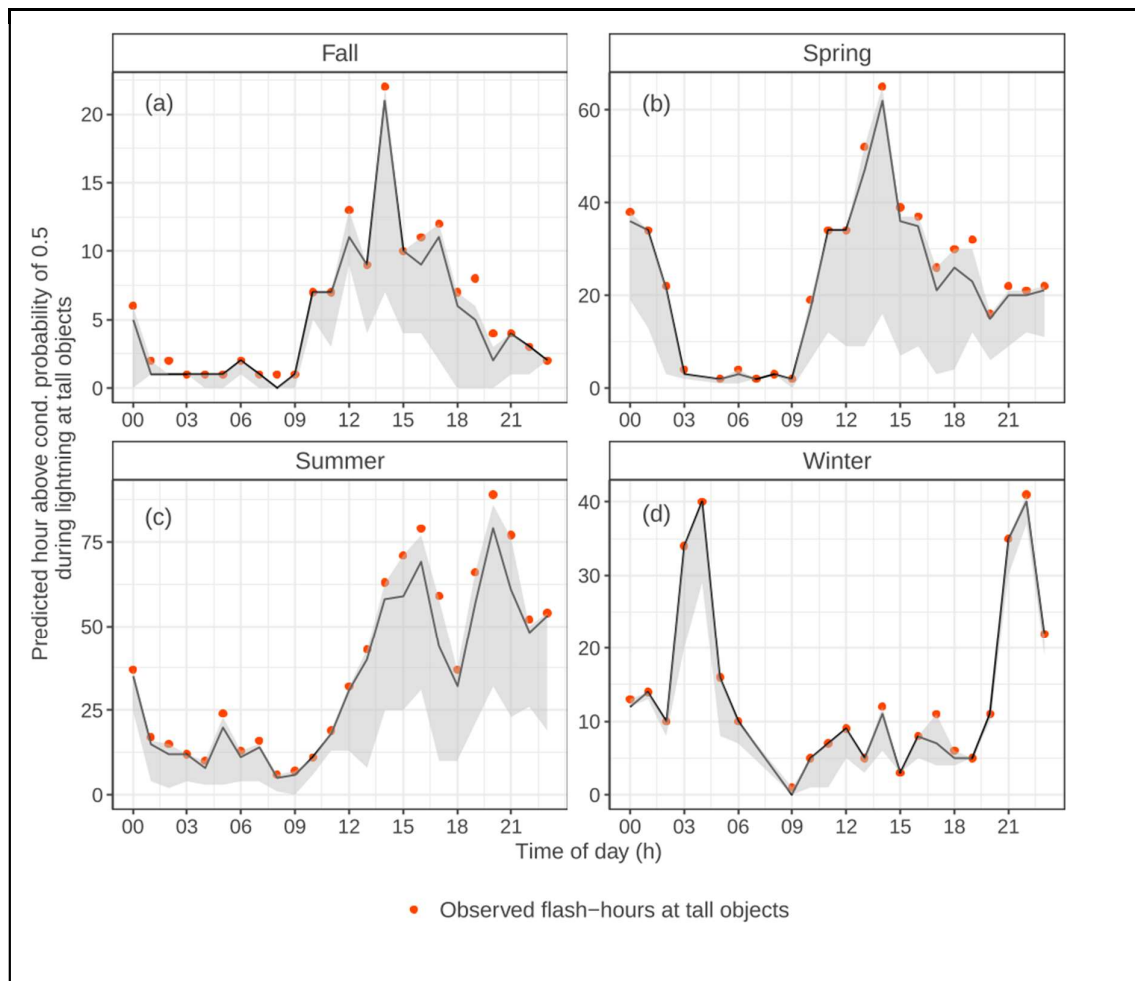 Fall
(a)
20
15
10
5
0
00 03 06 09 12 15 18 21
Spring
(b)
60
40
20
0
00 03 06 09 12 15 18 21
Predicted hour above cond. probability of 0.5
during lightning at tall objects
Summer
(c)
75
50
25
0
00 03 06 09 12 15 18 21
Winter
(d)
40
30
20
10
0
00 03 06 09 12 15 18 21
Time of day (h)
Observed flash−hours at tall objects